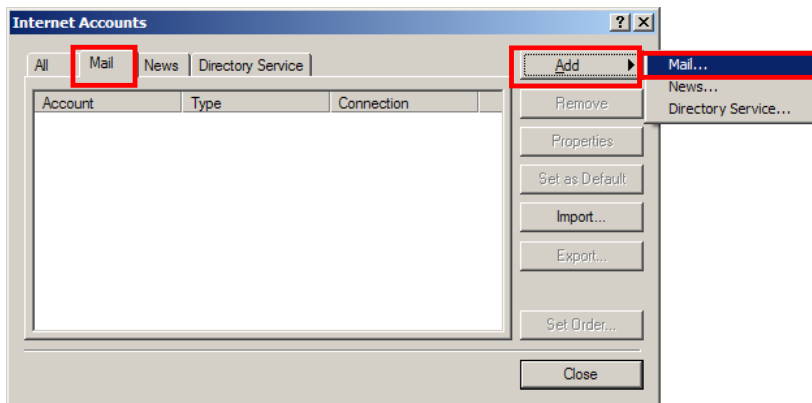 Internet Accounts
All Mail News Directory Service
Add
Mail...
News...
Directory Service...
Account Type Connection
Remove
Properties
Set as Default
Import...
Export...
Set Order...
Close